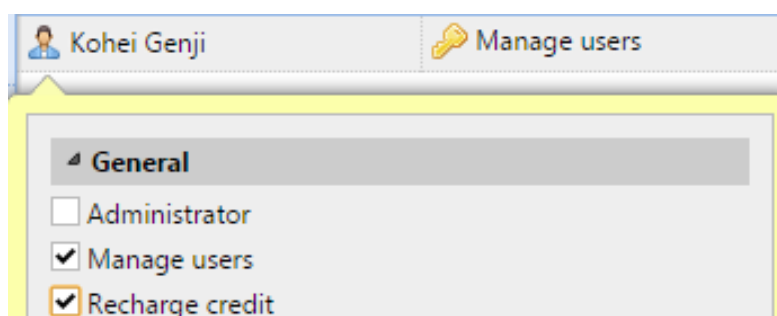 Kohei Genji Manage users
General
Administrator
Manage users
Recharge credit